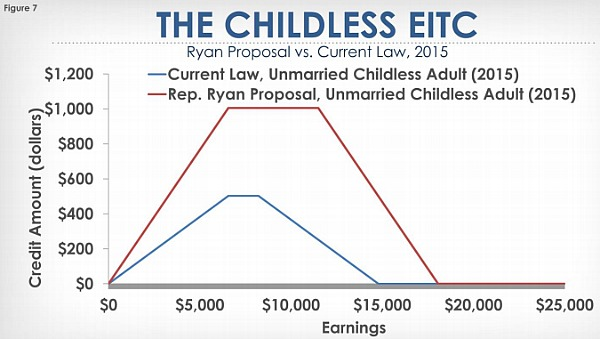 Figure 7
THE CHILDLESS EITC
Ryan Proposal vs. Current Law, 2015
Current Law, Unmarried Childless Adult (2015)
Rep. Ryan Proposal, Unmarried Childless Adult (2015)
Credit Amount (dollars)
$1,200
$1,000
$800
$600
$400
$200
$0
$0 $5,000 $10,000 $15,000 $20,000 $25,000
Earnings